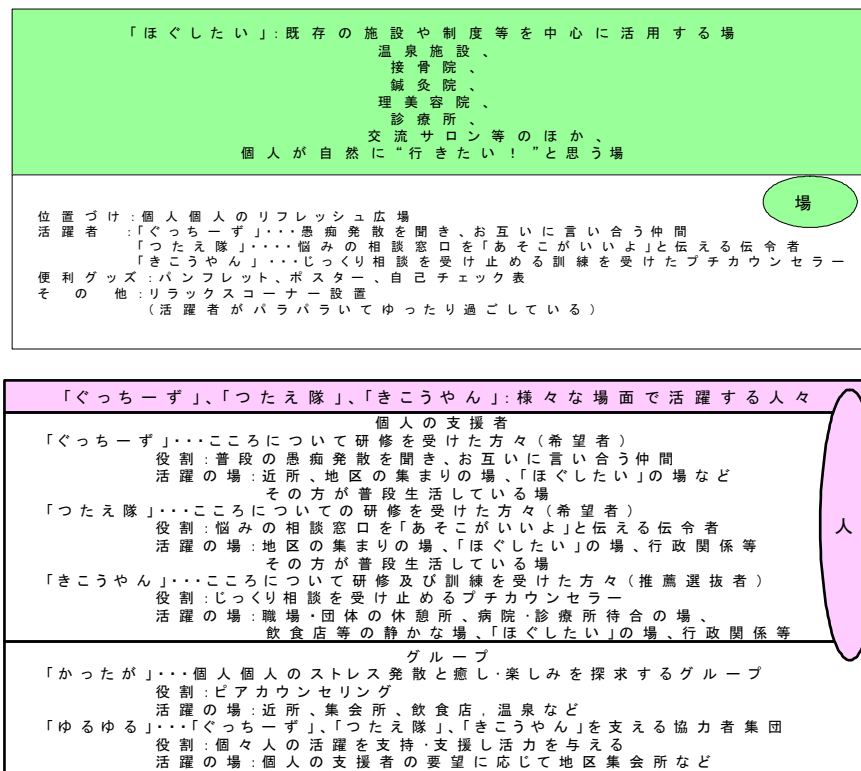 「ほぐしたい」:既存の施設や制度等を中心に活用する場
温泉施設、
接骨院、
鍼灸院、
理美容院、
診療所、
交流サロン等のほか、
個人が自然に“行きたい!”と思う場
場
位置づけ:個人個人のリフレッシュ広場
活躍者 :「ぐっちーず」・・・愚痴発散を聞き、お互いに言い合う仲間
「つたえ隊」・・・・悩みの相談窓口を「あそこがいいよ」と伝える伝令者
「きこうやん」・・・じっくり相談を受け止める訓練を受けたプチカウンセラー
便利グッズ:パンフレット、ポスター、自己チェック表
その他:リラックスコーナー設置
(活躍者がパラパラいてゆったり過ごしている)
「ぐっちーず」、「つたえ隊」、「きこうやん」:様々な場面で活躍する人々
個人の支援者
「ぐっちーず」・・・こころについて研修を受けた方々(希望者)
役割:普段の愚痴発散を聞き、お互いに言い合う仲間
活躍の場:近所、地区の集まりの場、「ほぐしたい」の場など
その方が普段生活している場
「つたえ隊」・・・こころについての研修を受けた方々(希望者)
役割:悩みの相談窓口を「あそこがいいよ」と伝える伝令者
活躍の場:地区の集まりの場、「ほぐしたい」の場、行政関係等
その方が普段生活している場
人
「きこうやん」・・・こころについて研修及び訓練を受けた方々(推薦選抜者)
役割:じっくり相談を受け止めるプチカウンセラー
活躍の場:職場・団体の休憩所、病院・診療所待合の場、
飲食店等の静かな場、「ほぐしたい」の場、行政関係等
グループ
「かったが」・・・個人個人のストレス発散と癒し・楽しみを探求するグループ
役割:ピアカウンセリング
活躍の場:近所、集会所、飲食店,温泉など
「ゆるゆる」・・・「ぐっちーず」、「つたえ隊」、「きこうやん」を支える協力者集団
役割:個々人の活躍を支持・支援し活力を与える
活躍の場:個人の支援者の要望に応じて地区集会所など